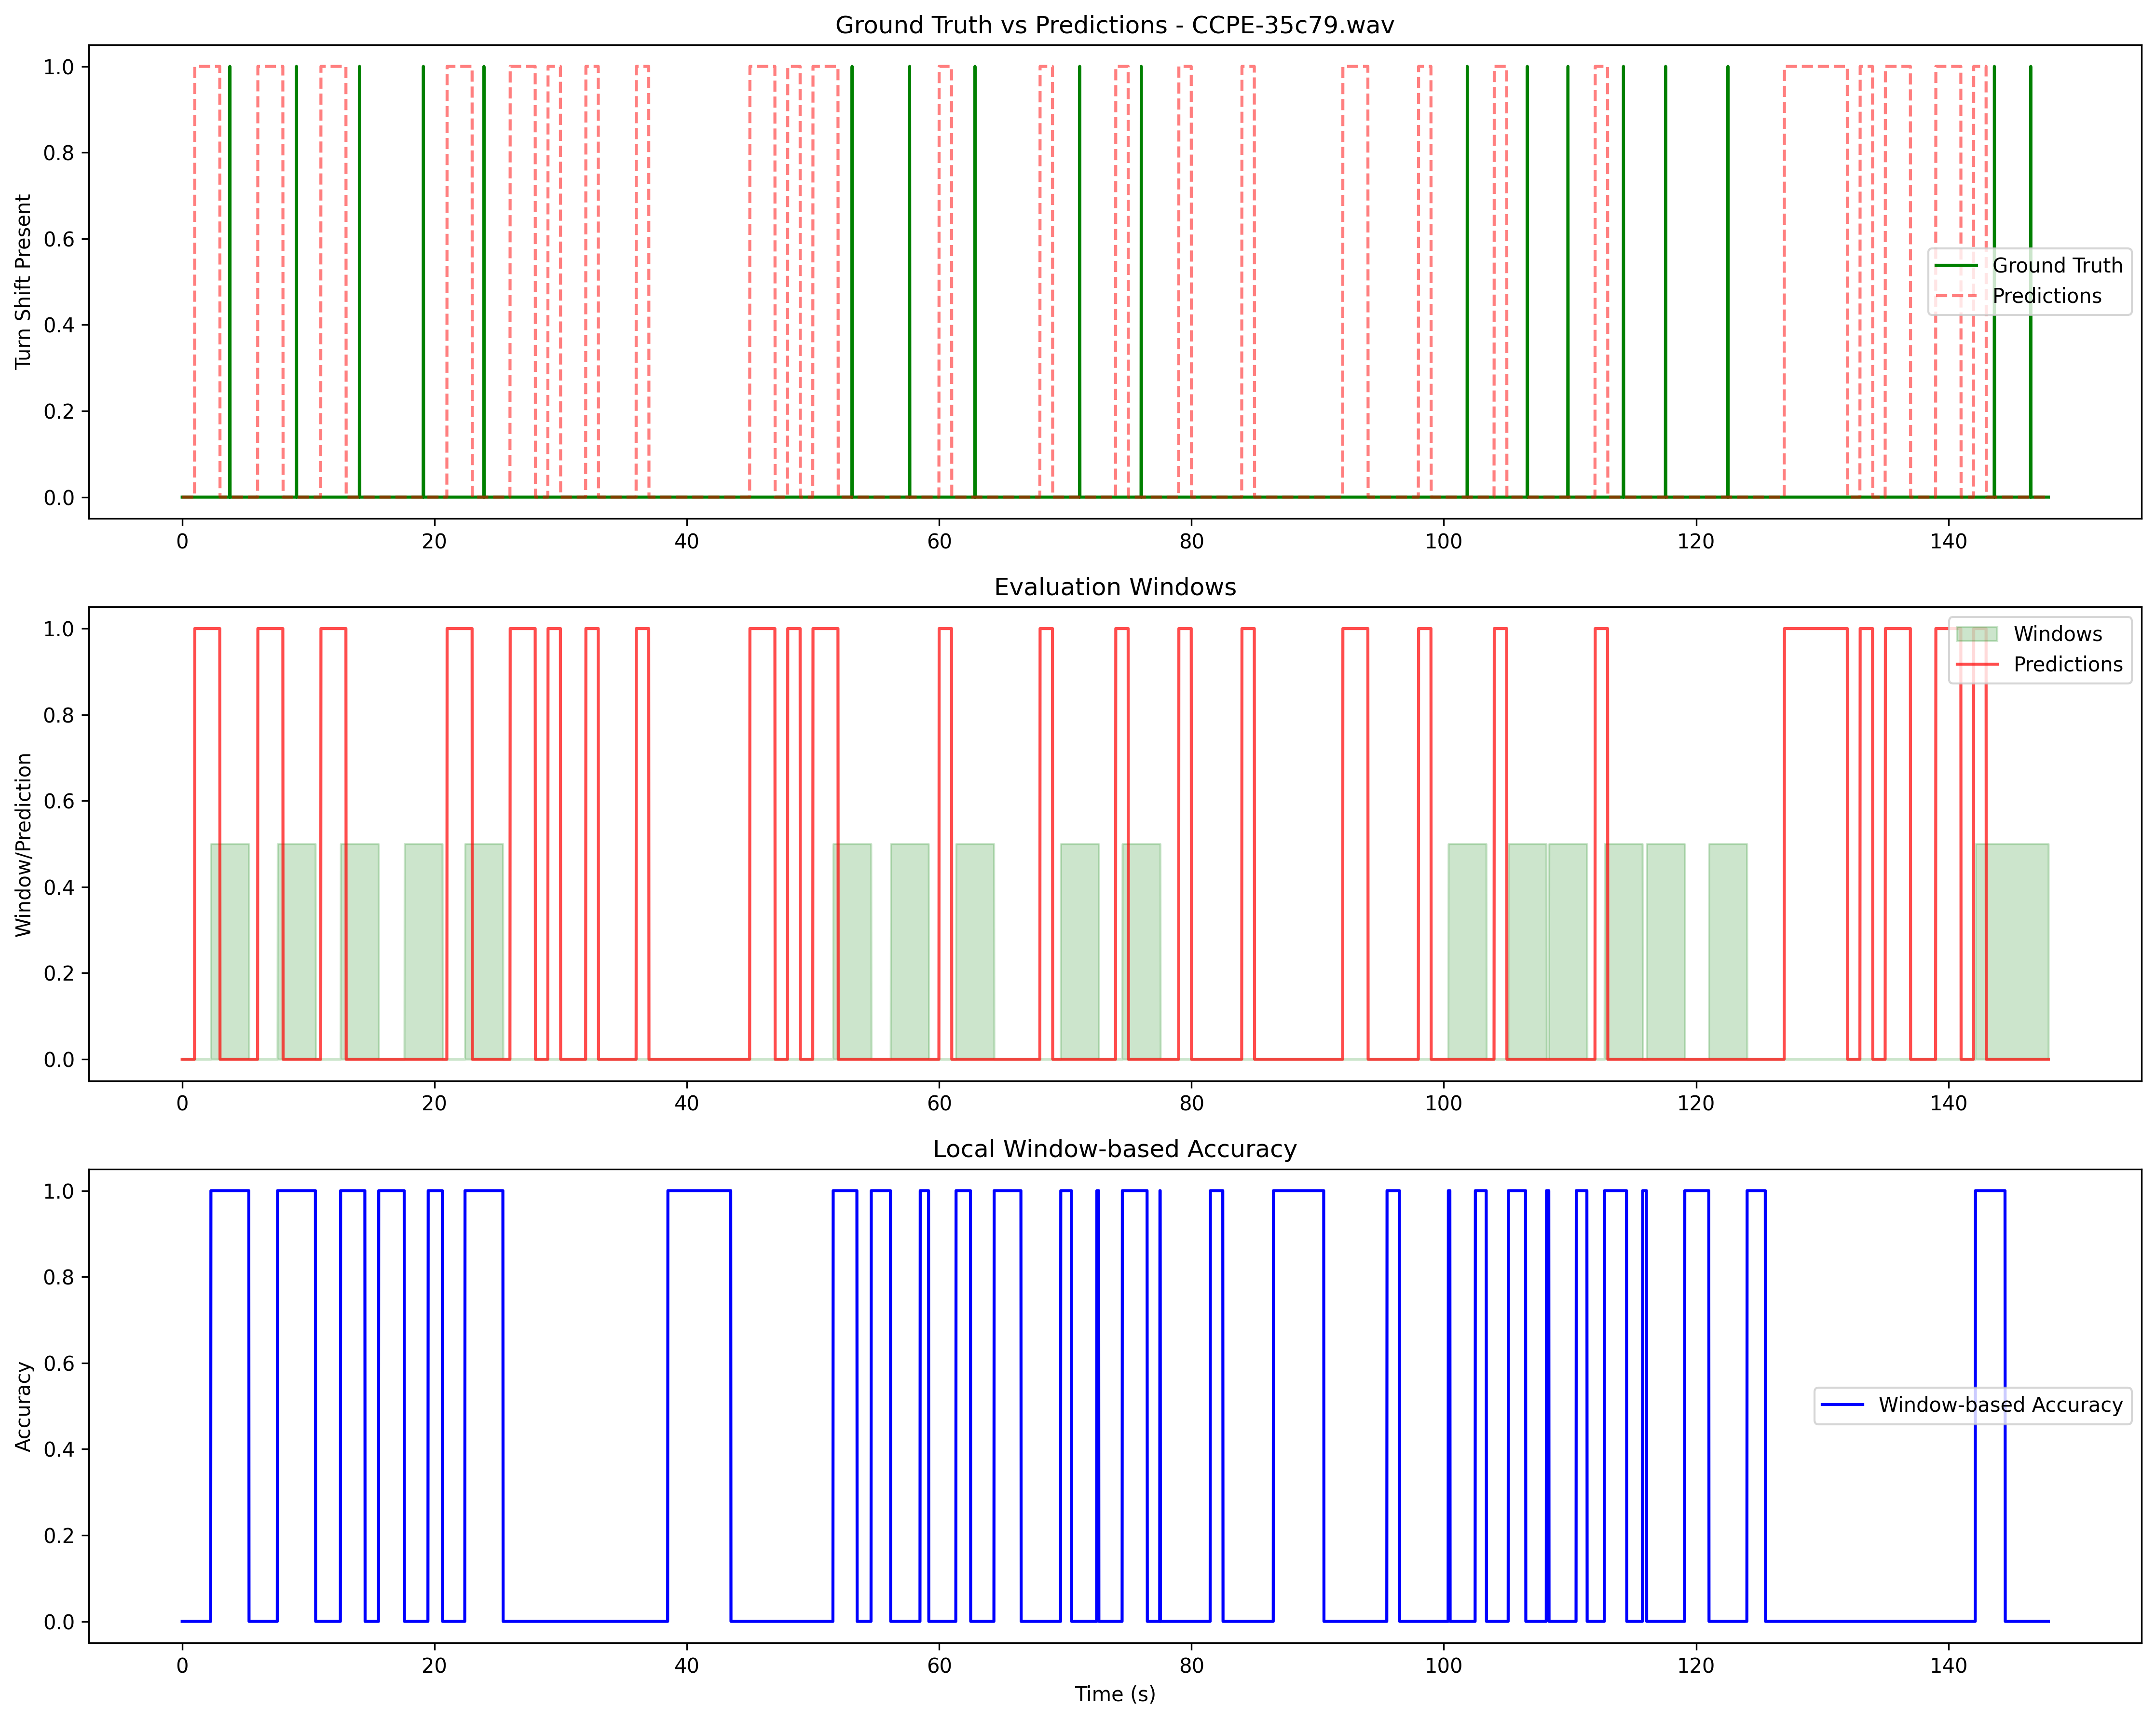 Ground Truth vs Predictions - CCPE-35c79.wav
1.0
0.8
0.6
0.4
0.2
0.0
Turn Shift Present
Ground Truth
Predictions
0 20 40 60 80 100 120 140
Evaluation Windows
1.0
0.8
0.6
0.4
0.2
0.0
Window/Prediction
Windows
Predictions
0 20 40 60 80 100 120 140
Local Window-based Accuracy
1.0
0.8
0.6
0.4
0.2
0.0
Accuracy
Window-based Accuracy
0 20 40 60 80 100 120 140
Time (s)